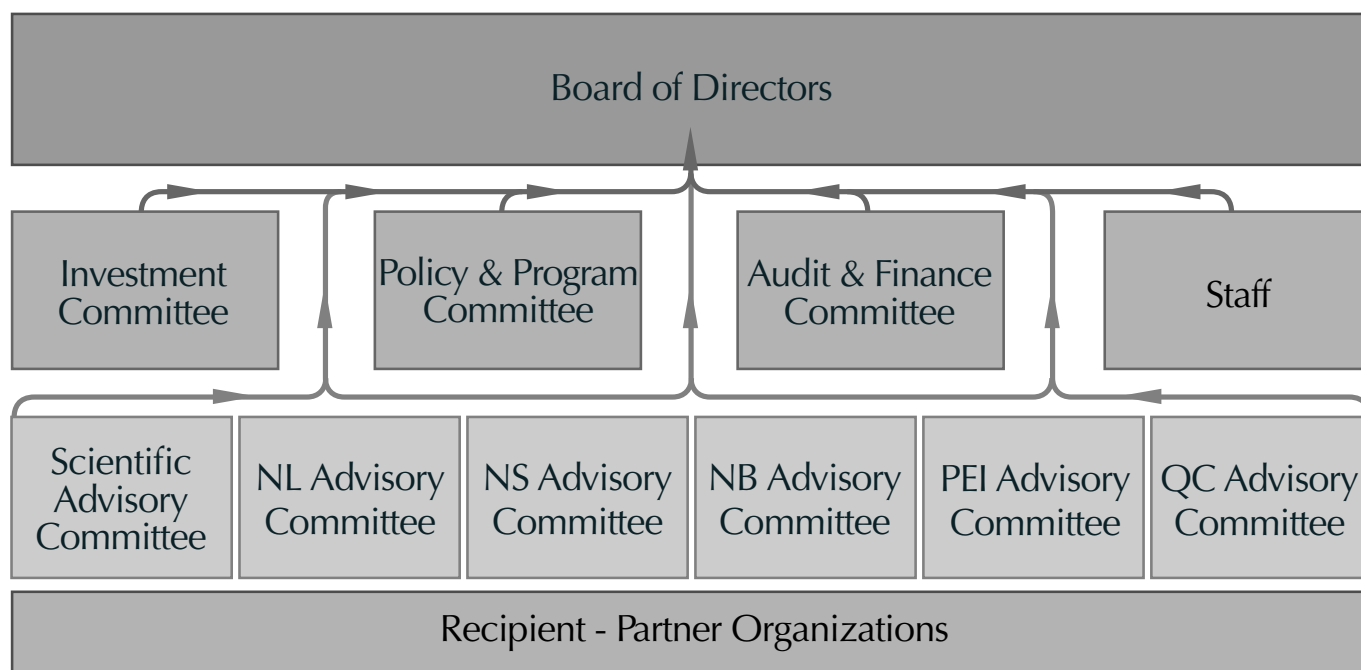 Board of Directors
Investment
Committee
Policy & Program
Committee
Audit & Finance
Committee
Staff
Scientific
Advisory
Committee
NL Advisory
Committee
NS Advisory
Committee
NB Advisory
Committee
PEI Advisory
Committee
QC Advisory
Committee
Recipient - Partner Organizations